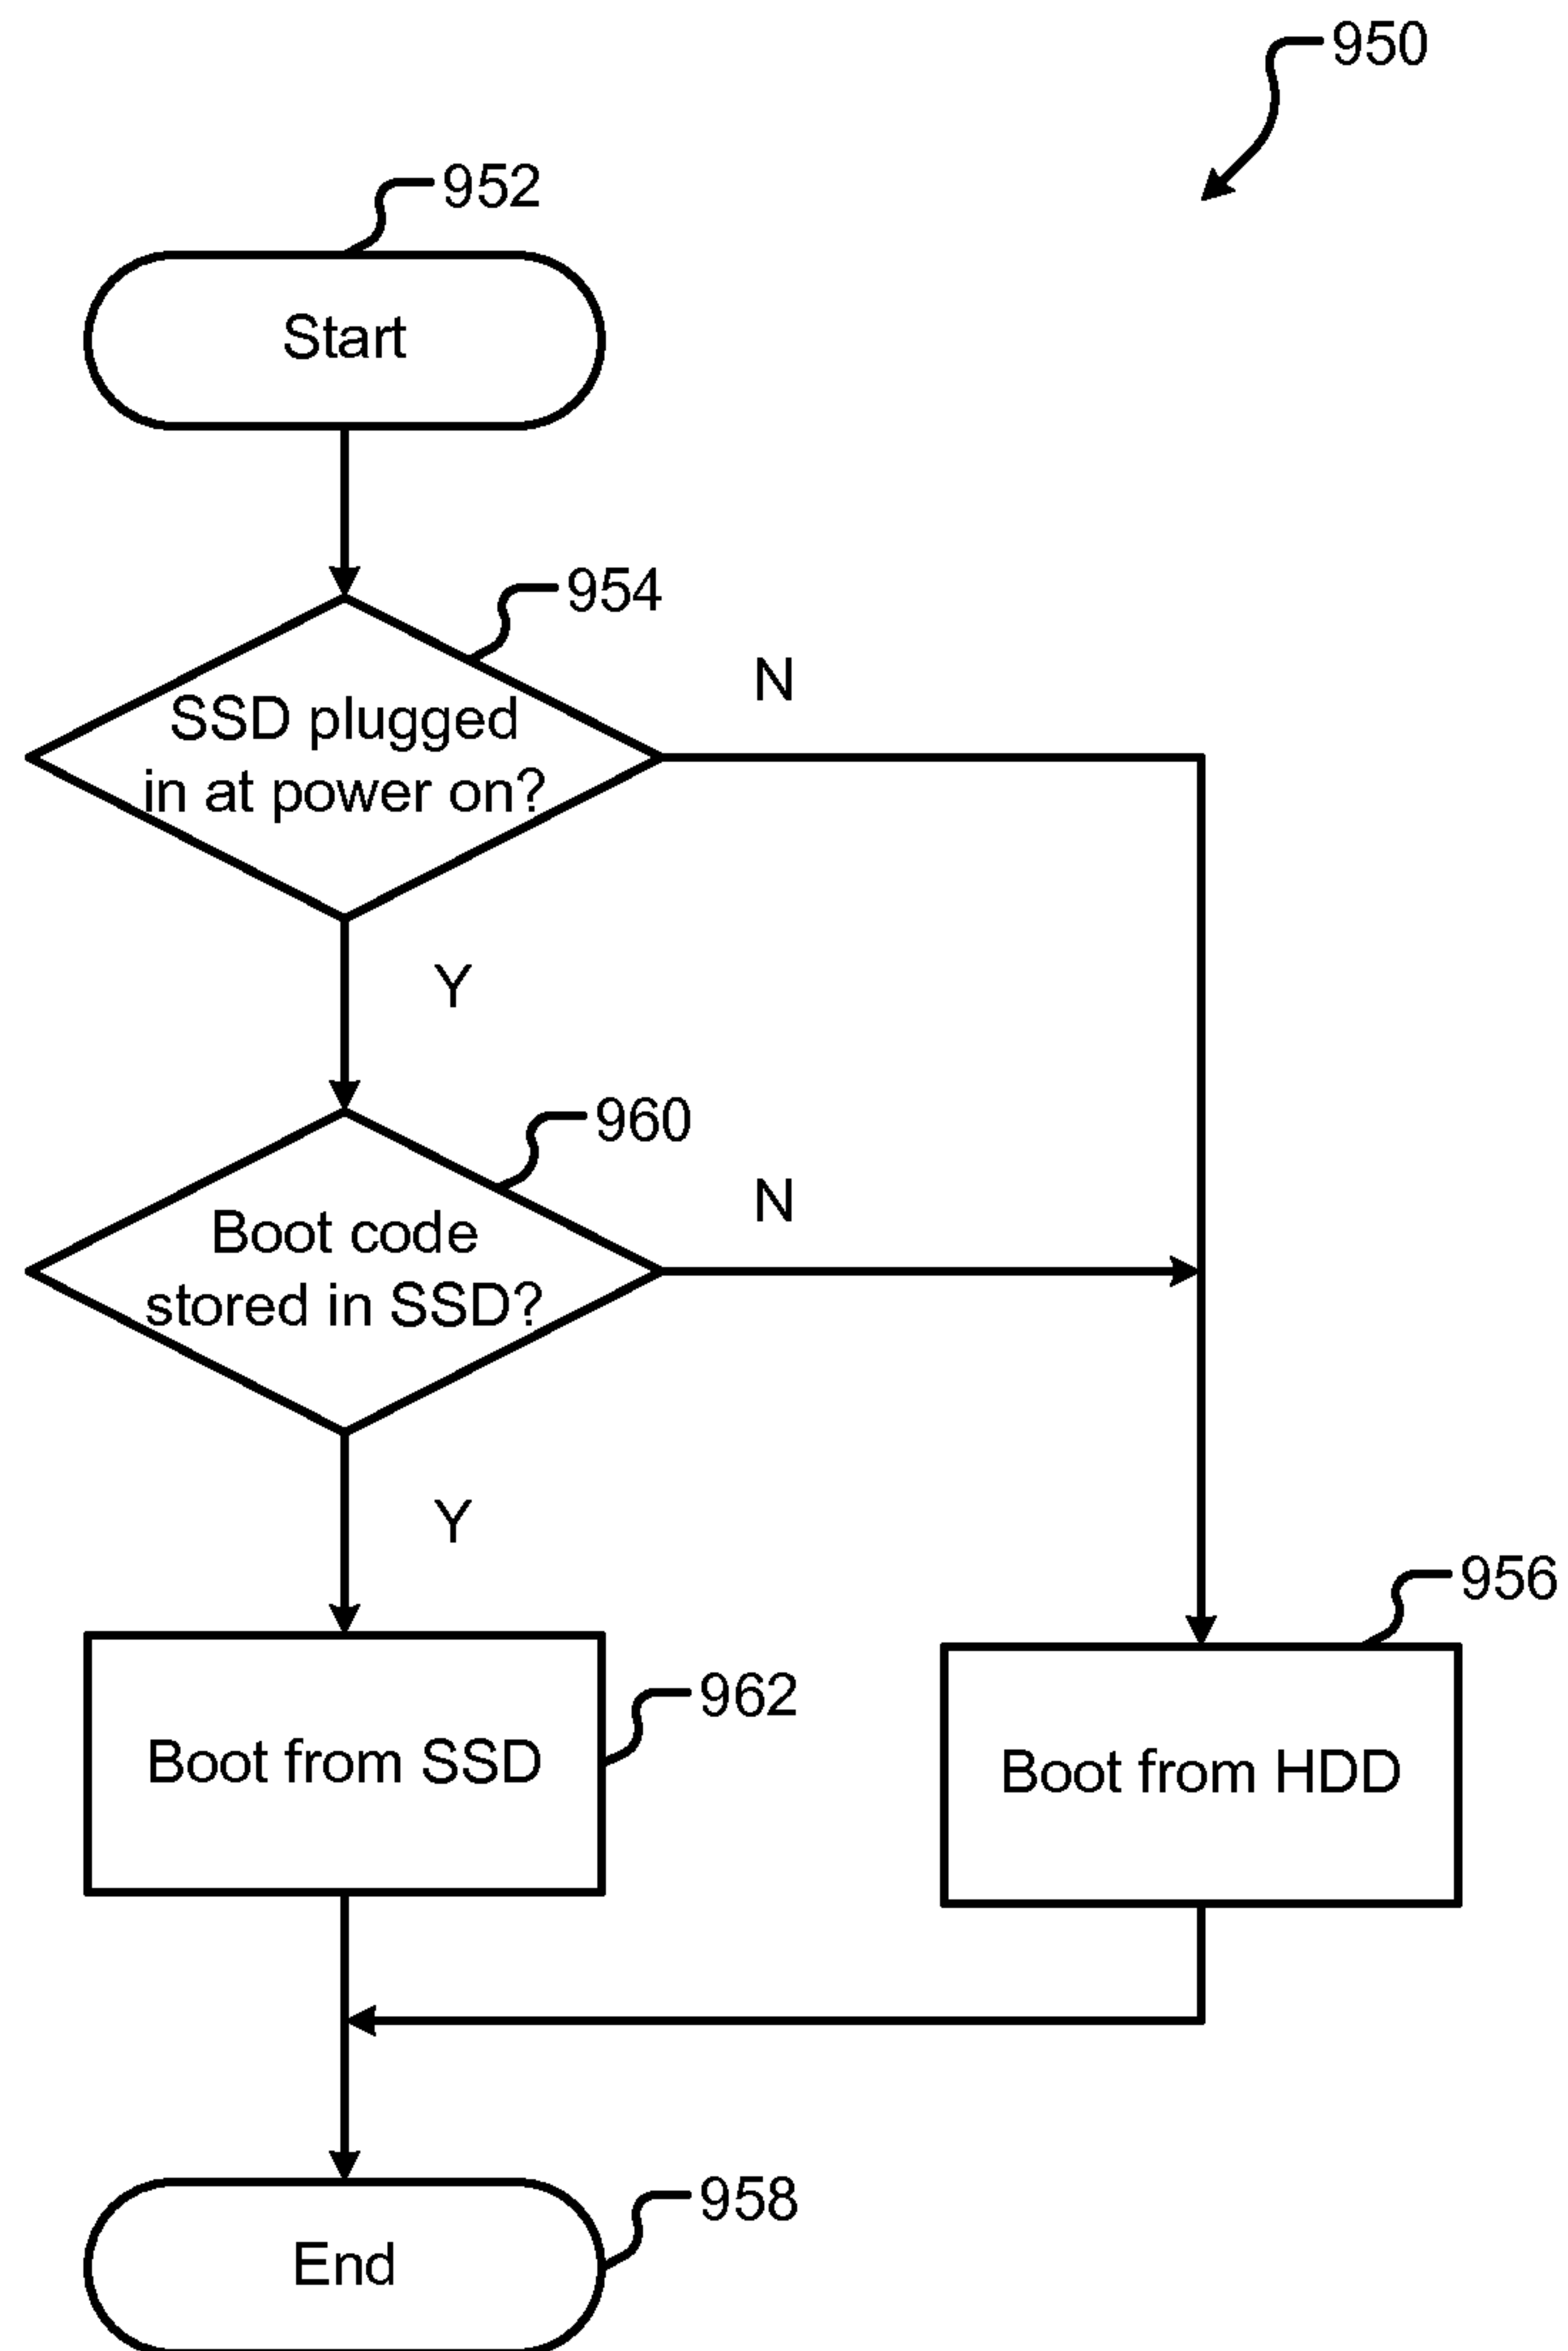 950
952
Start
954
SSD plugged
in at power on?
N
Y
960
Boot code
stored in SSD?
N
Y
956
962
Boot from SSD
Boot from HDD
958
End